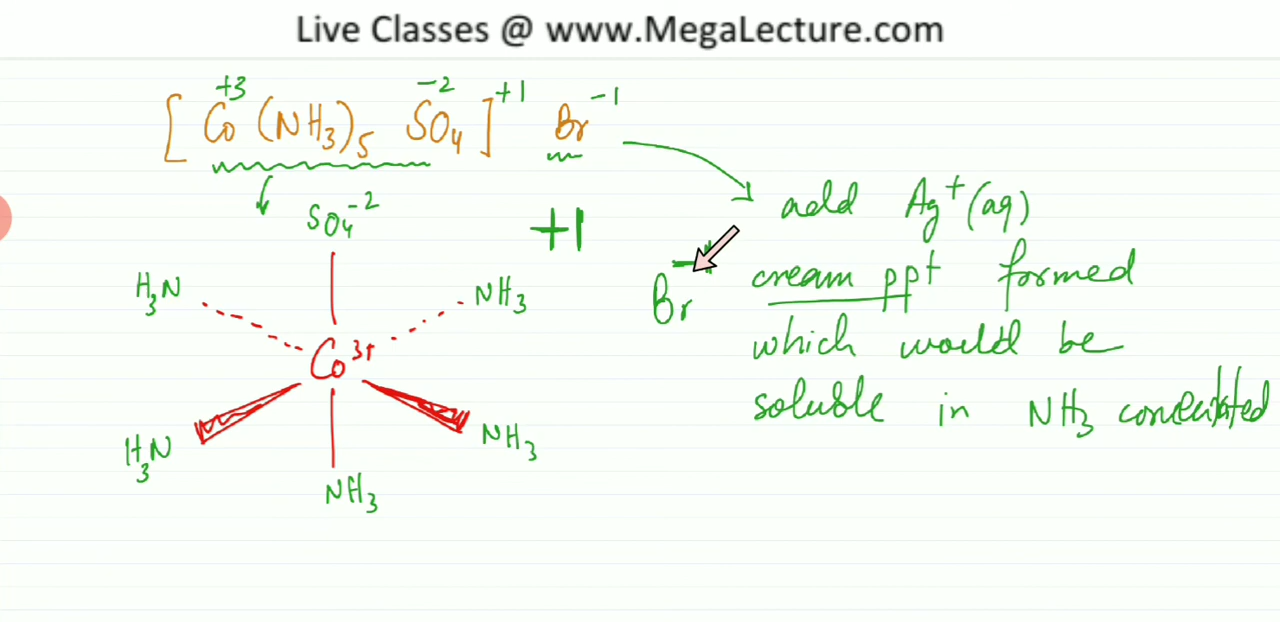 Live Classes @ www.MegaLecture.com
+3 -2 +1 -1
[Co(NH3)5 SO4] Br
SO4-2
+1
add Ag+(aq)
H3N
NH3
Br-
cream ppt formed
Co3+
which would be
soluble in NH3 concentrated
H3N
NH3
NH3